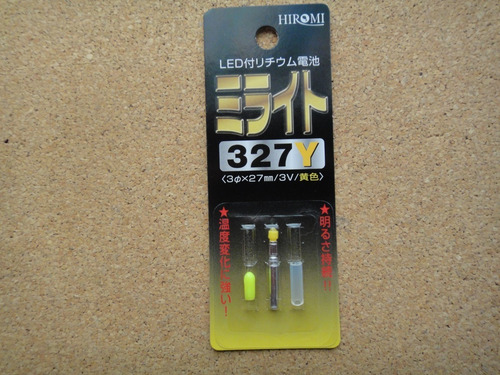 HIROMI
LED付リチウム電池
ミライト
327Y
〈3φ×27mm/3V/黄色〉
★明るさ持続!!
★温度変化に強い!